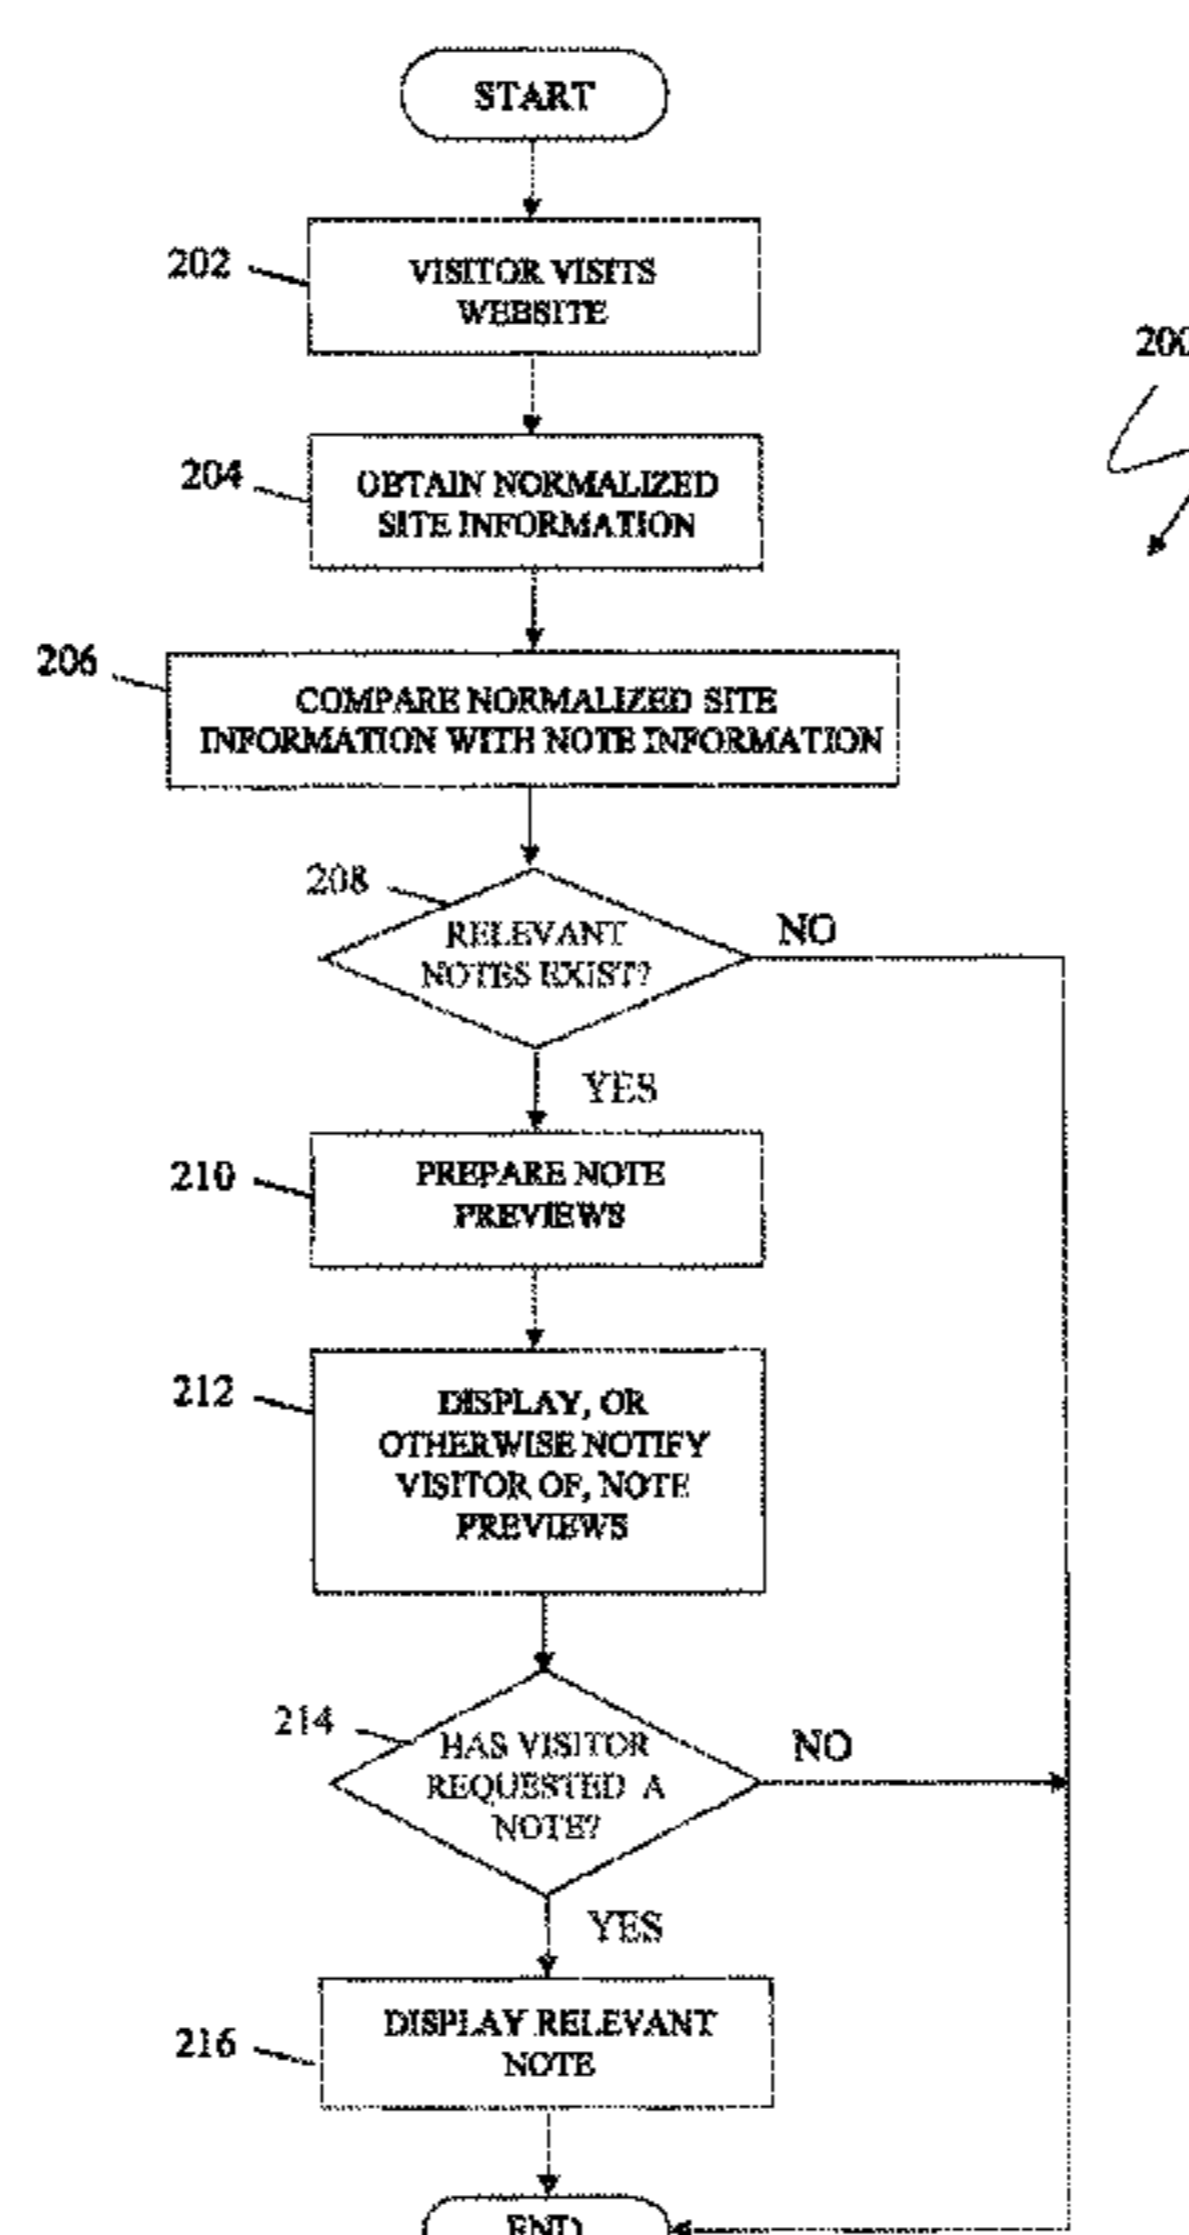 START
202
VISITOR VISITS
WEBSITE
200
204
OBTAIN NORMALIZED
SITE INFORMATION
206
COMPARE NORMALIZED SITE
INFORMATION WITH NOTE INFORMATION
208
RELEVANT
NOTES EXIST?
NO
YES
210
PREPARE NOTE
PREVIEWS
212
DISPLAY, OR
OTHERWISE NOTIFY
VISITOR OF, NOTE
PREVIEWS
214
HAS VISITOR
REQUESTED A
NOTE?
NO
YES
216
DISPLAY RELEVANT
NOTE
END